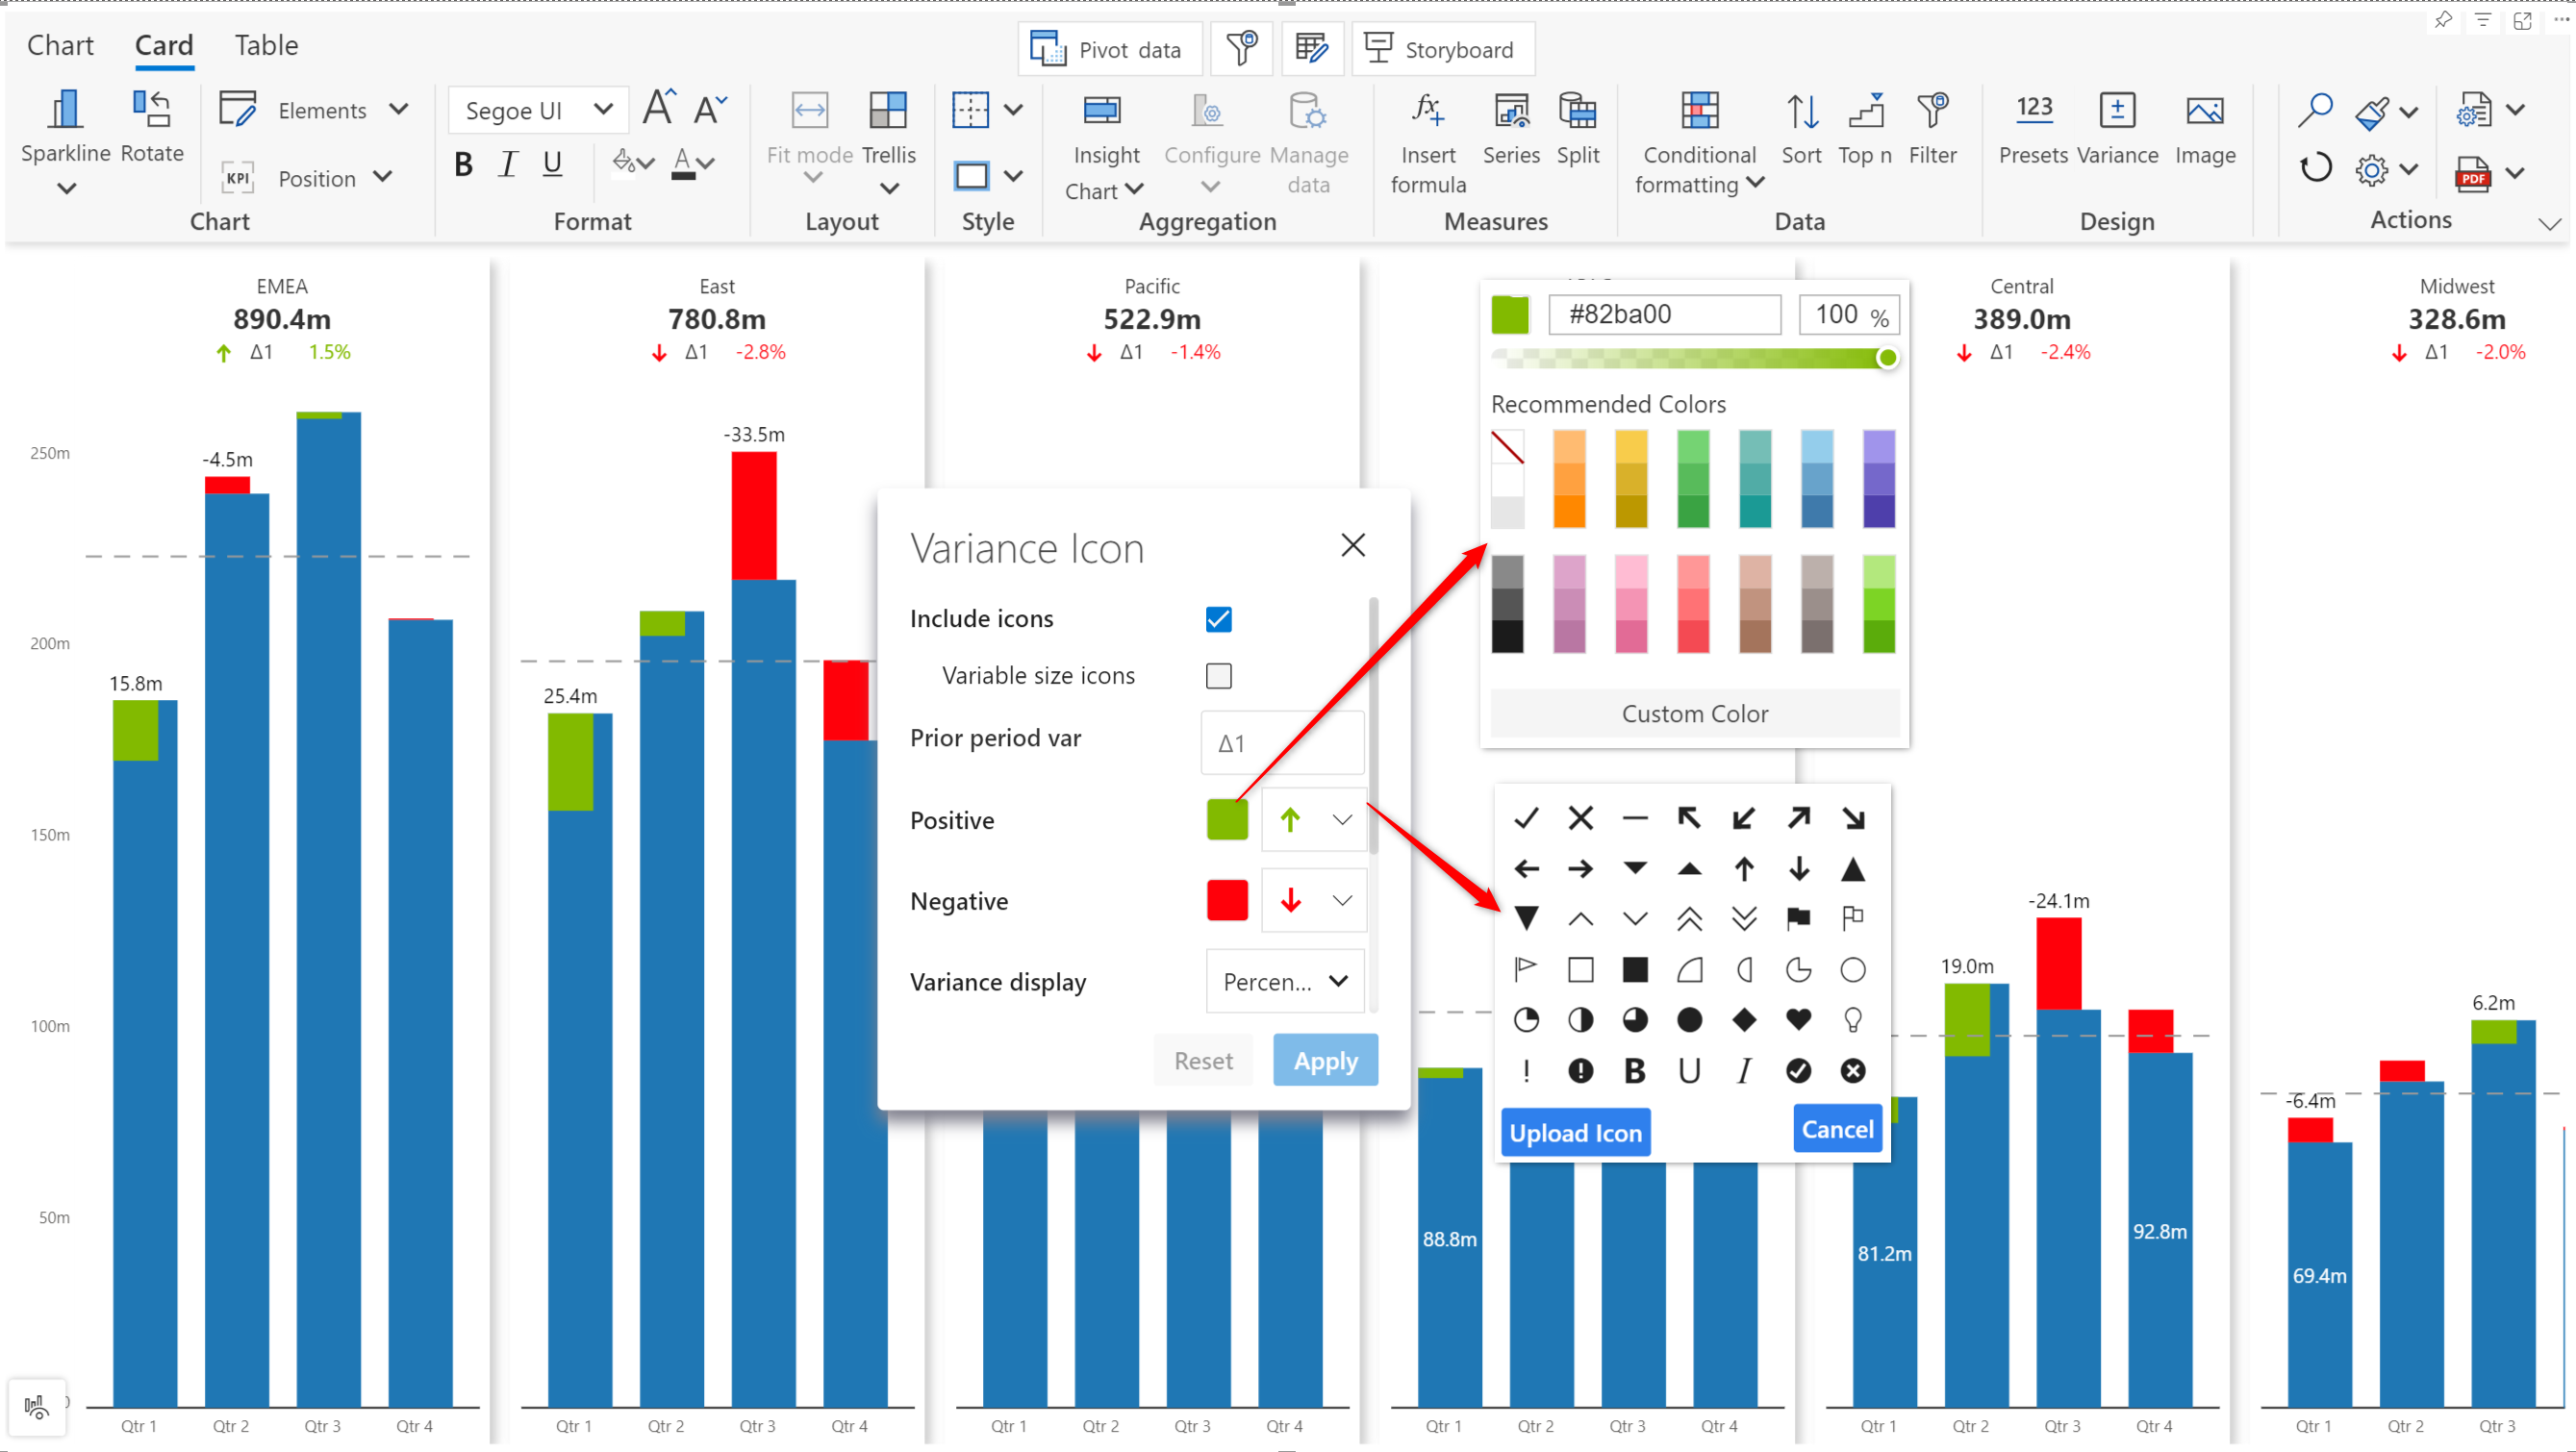 Chart Card Table
Pivot data
Storyboard
Sparkline
Rotate
Elements
KPI Position
Chart
Segoe UI
A A
B I U
A
Format
Fit mode
Trellis
Layout
Style
Insight
Chart
Configure
Manage
data
Aggregation
fx
Insert
formula
Series
Split
Measures
Conditional
formatting
Sort
Top n
Filter
Data
123
Presets
Variance
Image
Design
PDF
Actions
EMEA
890.4m
Δ1 1.5%
East
780.8m
Δ1 -2.8%
Pacific
522.9m
Δ1 -1.4%
Central
389.0m
Δ1 -2.4%
Midwest
328.6m
Δ1 -2.0%
250m
200m
150m
100m
50m
0
15.8m
-4.5m
Qtr 1 Qtr 2 Qtr 3 Qtr 4
25.4m
-33.5m
Qtr 1 Qtr 2 Qtr 3 Qtr 4
Qtr 1 Qtr 2 Qtr 3 Qtr 4
88.8m
Qtr 1 Qtr 2 Qtr 3 Qtr 4
19.0m
-24.1m
81.2m
92.8m
Qtr 1 Qtr 2 Qtr 3 Qtr 4
-6.4m
6.2m
69.4m
Qtr 1 Qtr 2 Qtr 3
Variance Icon
Include icons
Variable size icons
Prior period var Δ1
Positive
Negative
Variance display Percen...
Reset Apply
#82ba00 100 %
Recommended Colors
Custom Color
! B U I
Upload Icon Cancel